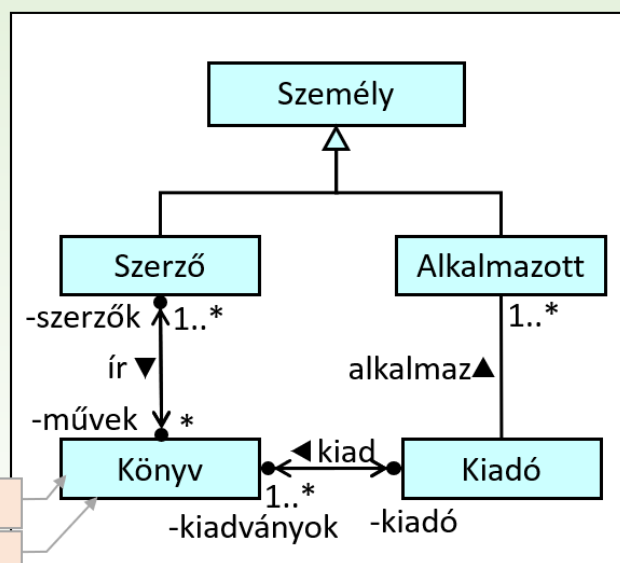 Személy
Szerző
Alkalmazott
-szerzők
1..*
1..*
ír ▼
alkalmaz▲
-művek
*
Könyv
◀kiad
Kiadó
1..*
-kiadványok
-kiadó